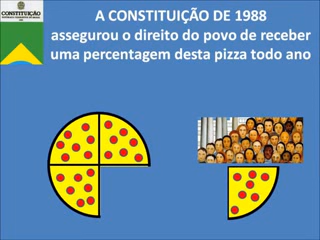 CONSTITUIÇÃO
A CONSTITUIÇÃO DE 1988
assegurou o direito do povo de receber
uma percentagem desta pizza todo ano